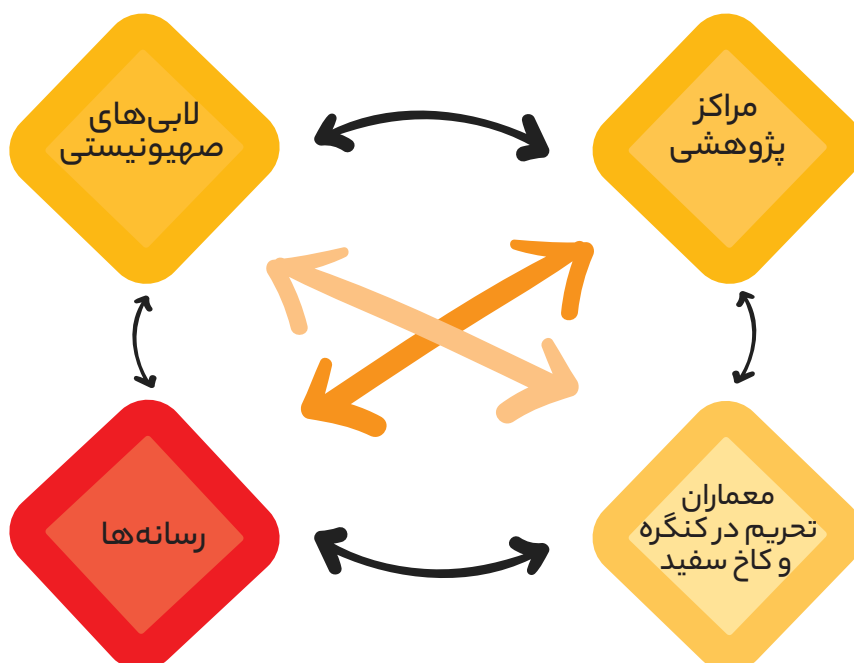 مراکز
پژوهشی
لابی‌های
صهیونیستی
معماران
تحریم در کنگره
و کاخ سفید
رسانه‌ها